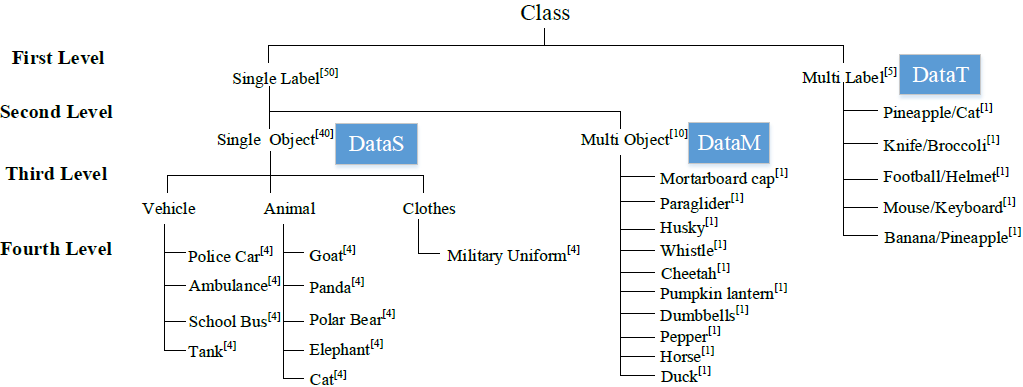 Class
First Level
Single Label[50]
Multi Label[5]
DataT
Second Level
Single Object[40]
DataS
Multi Object[10]
DataM
Pineapple/Cat[1]
Knife/Broccoli[1]
Football/Helmet[1]
Mouse/Keyboard[1]
Banana/Pineapple[1]
Third Level
Vehicle
Animal
Clothes
Mortarboard cap[1]
Paraglider[1]
Husky[1]
Whistle[1]
Cheetah[1]
Pumpkin lantern[1]
Dumbbells[1]
Pepper[1]
Horse[1]
Duck[1]
Fourth Level
Police Car[4]
Ambulance[4]
School Bus[4]
Tank[4]
Goat[4]
Panda[4]
Polar Bear[4]
Elephant[4]
Cat[4]
Military Uniform[4]